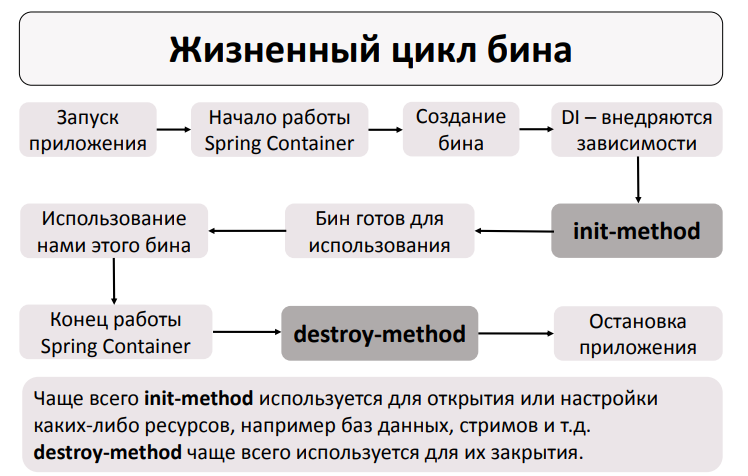 Жизненный цикл бина
Запуск
приложения
Начало работы
Spring Container
Создание
бина
DI – внедряются
зависимости
init-method
Бин готов для
использования
Использование
нами этого бина
Конец работы
Spring Container
destroy-method
Остановка
приложения
Чаще всего init-method используется для открытия или настройки
каких-либо ресурсов, например баз данных, стримов и т.д.
destroy-method чаще всего используется для их закрытия.